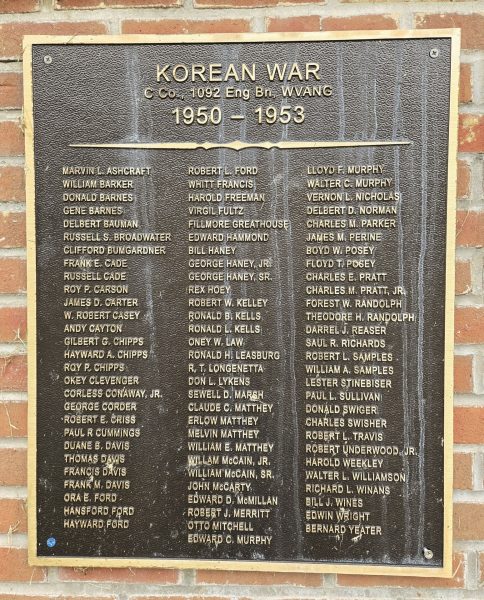 KOREAN WAR
C Co., 1092 Eng Bn, WVANG
1950 – 1953
MARVIN L. ASHCRAFT
WILLIAM BARKER
DONALD BARNES
GENE BARNES
DELBERT BAUMAN
RUSSELL S. BROADWATER
CLIFFORD BUMGARDNER
FRANK E. CADE
RUSSELL CADE
ROY P. CARSON
JAMES D. CARTER
W. ROBERT CASEY
ANDY CAYTON
GILBERT G. CHIPPS
HAYWARD A. CHIPPS
ROY P. CHIPPS
OKEY CLEVENGER
CORLESS CONAWAY, JR.
GEORGE CORDER
ROBERT E. CRISS
PAUL R CUMMINGS
DUANE S. DAVIS
THOMAS DAVIS
FRANCIS DAVIS
FRANK M. DAVIS
ORA E. FORD
HANSFORD FORD
HAYWARD FORD
ROBERT L. FORD
WHITT FRANCIS
HAROLD FREEMAN
VIRGIL FULTZ
FILLMORE GREATHOUSE
EDWARD HAMMOND
BILL HANEY
GEORGE HANEY, JR.
GEORGE HANEY, SR.
REX HOEY
ROBERT W. KELLEY
RONALD B. KELLS
RONALD L. KELLS
ONEY W. LAW
RONALD H. LEASBURG
R. T. LONGENETTA
DON L. LYKENS
SEWELL D. MARSH
CLAUDE D. MATTHEY
ERLOW MATTHEY
MELVIN MATTHEY
WILLIAM E. MATTHEY
WILLAM McCAIN, JR.
WILLIAM McCAIN, SR.
JOHN McCARTY
EDWARD D. McMILLAN
ROBERT J. MERRITT
OTTO MITCHELL
EDWARD C. MURPHY
LLOYD F. MURPHY
WALTER C. MURPHY
VERNON L. NICHOLAS
DELBERT D. NORMAN
CHARLES M. PARKER
JAMES M. PERINE
BOYD W. POSEY
FLOYD T. POSEY
CHARLES E. PRATT
CHARLES M. PRATT, JR.
FOREST W. RANDOLPH
THEODORE H. RANDOLPH
DARREL J. REASER
SAUL R. RICHARDS
ROBERT L. SAMPLES
WILLIAM A. SAMPLES
LESTER STINEBISER
PAUL L. SULLIVAN
DONALD SWIGER
CHARLES SWISHER
ROBERT L. TRAVIS
ROBERT UNDERWOOD, JR.
HAROLD WEEKLEY
WALTER L. WILLIAMSON
RICHARD L. WINANS
BILL J. WINES
EDWIN WRIGHT
BERNARD YEATER